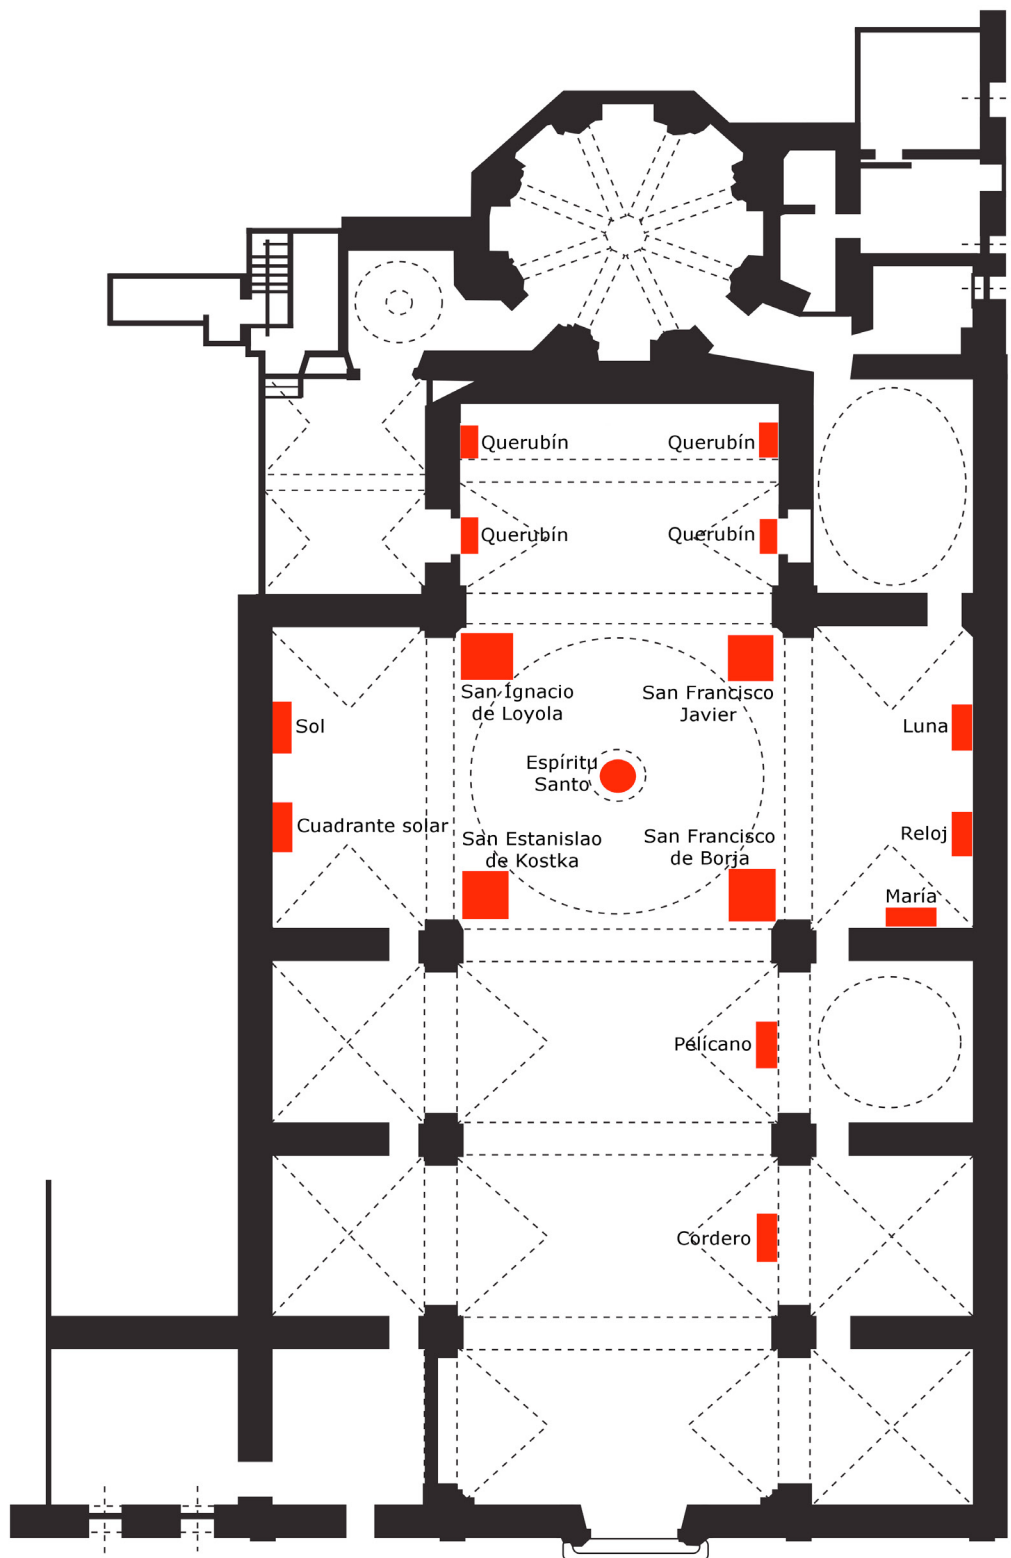 Querubín
Querubín
Querubín
Querubín
San Ignacio
de Loyola
San Francisco
Javier
Sol
Luna
Espíritu
Santo
Cuadrante solar
San Estanislao
de Kostka
San Francisco
de Borja
Reloj
María
Pelícano
Cordero